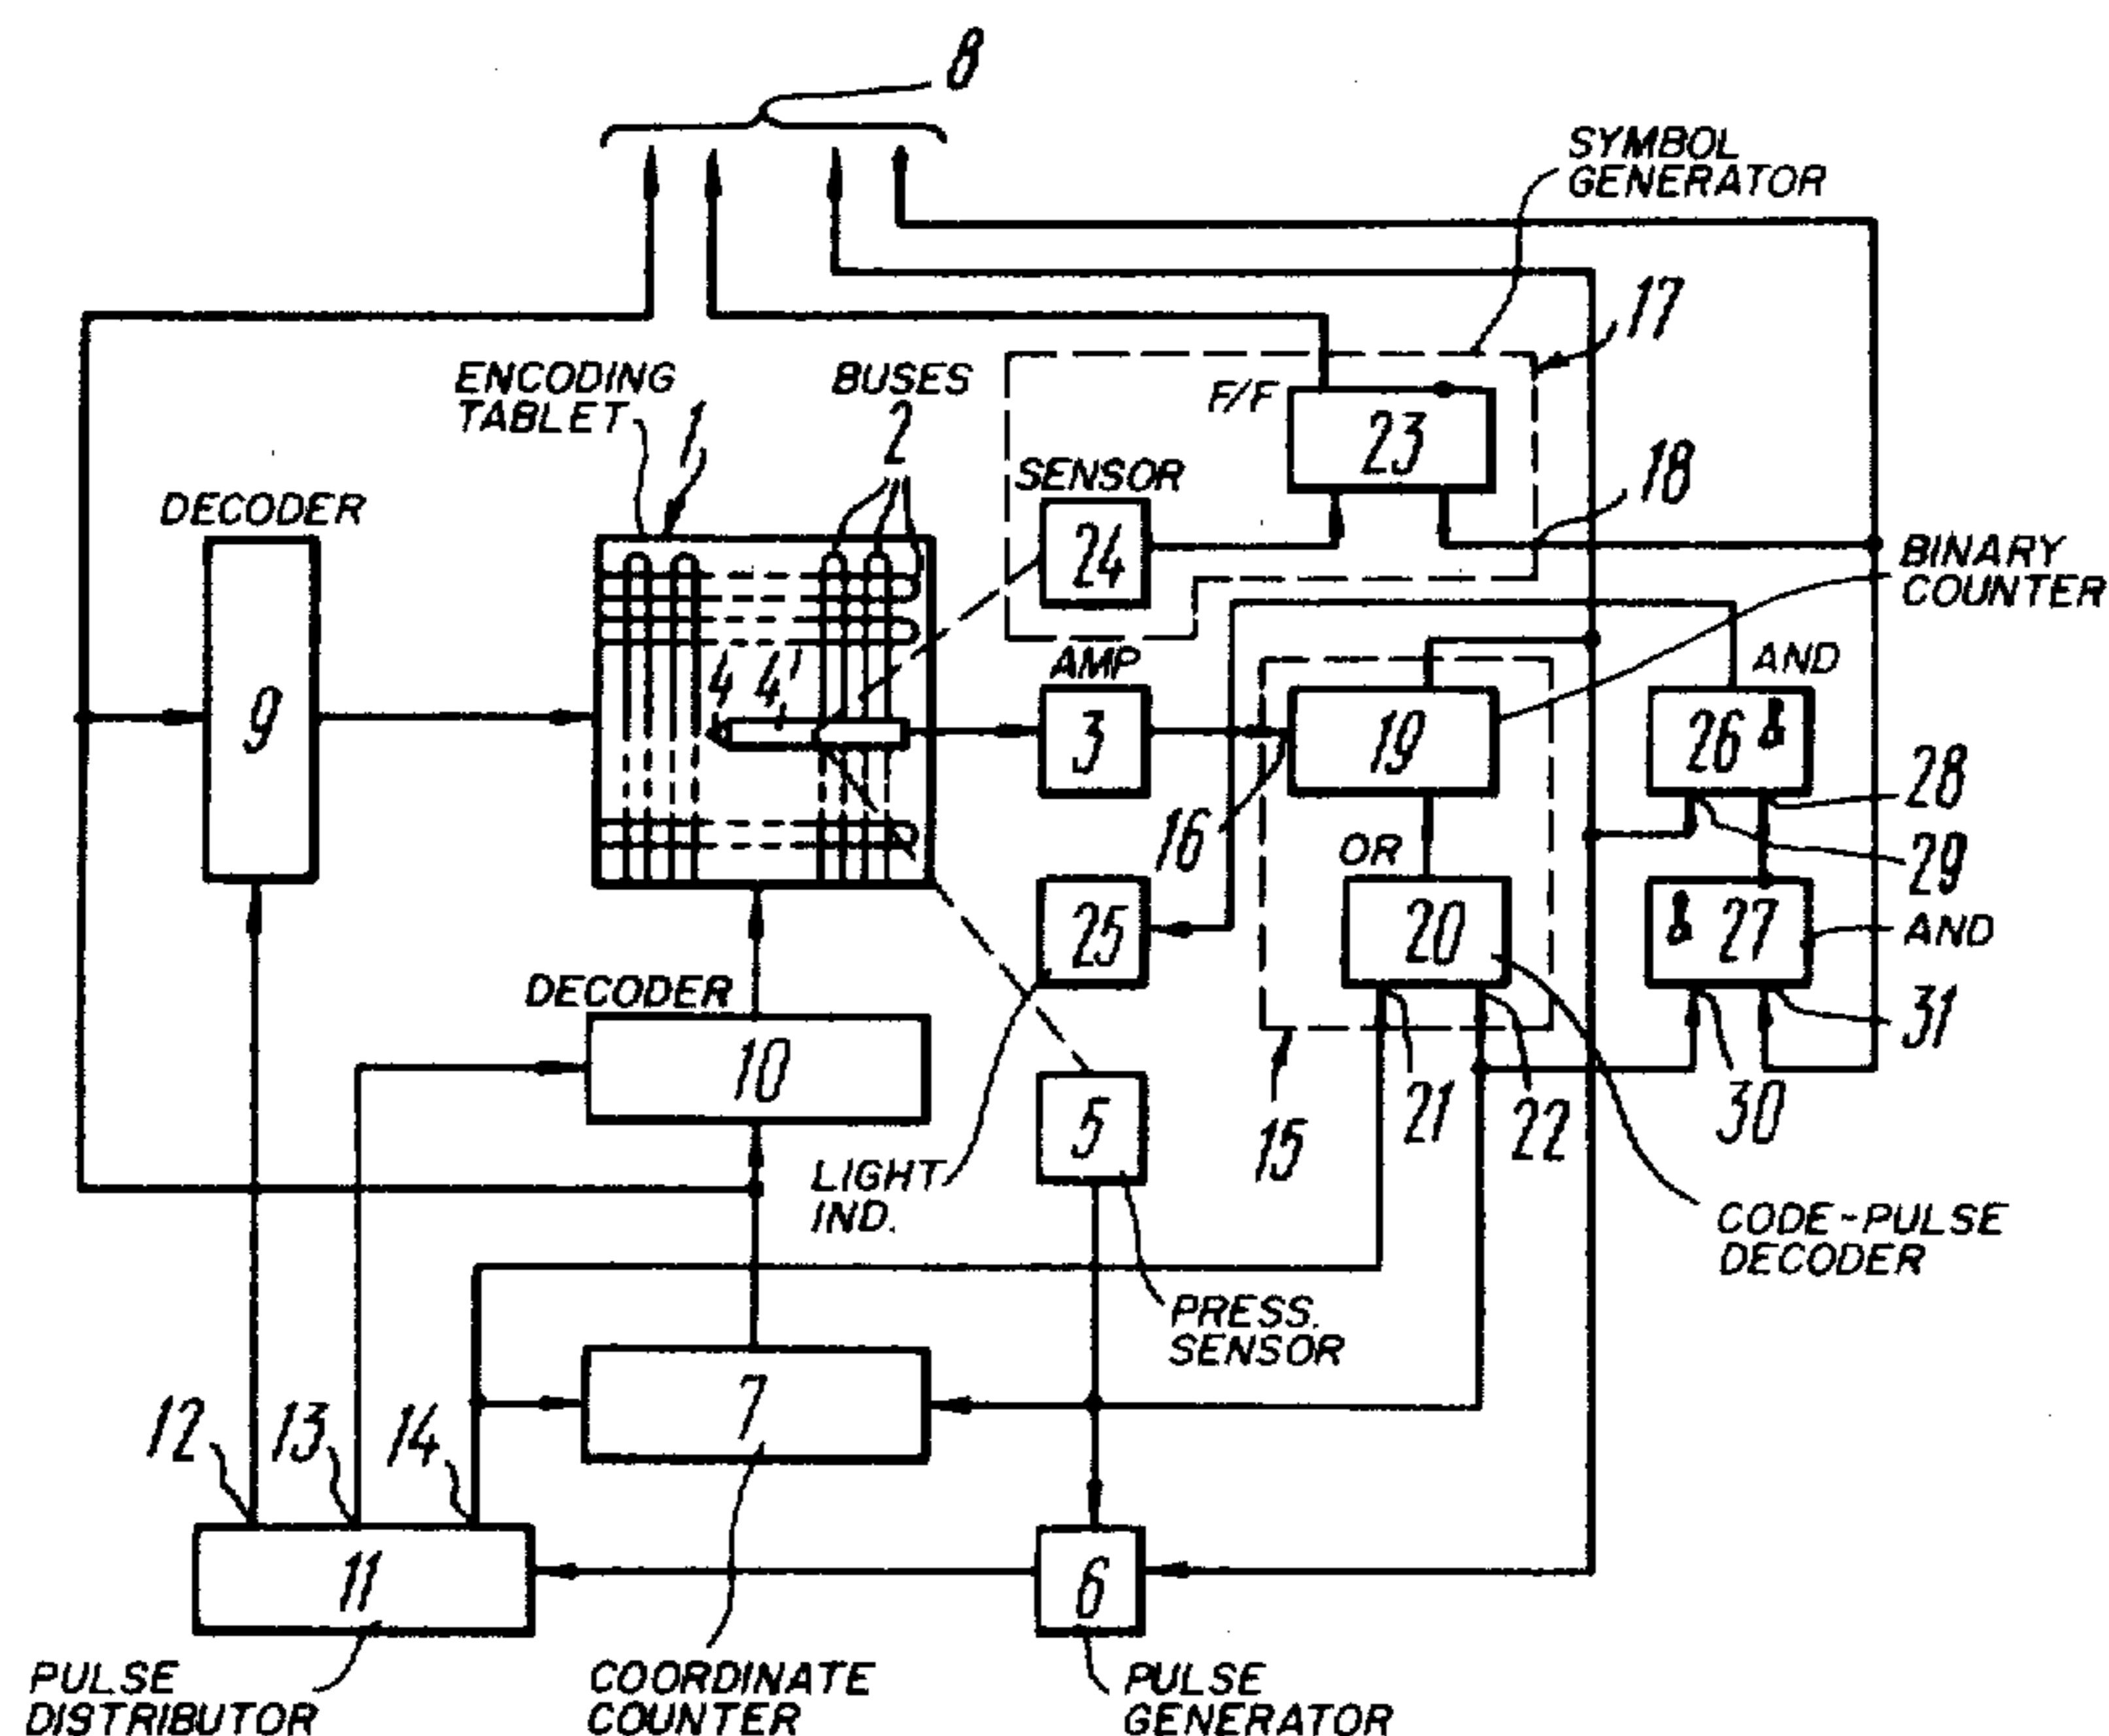 8
SYMBOL
GENERATOR
17
ENCODING
TABLET
1
BUSES
2
F/F
23
18
SENSOR
24
DECODER
9
BINARY
COUNTER
4 4'
AMP
3
16
19
AND
26 &
28
29
OR
25
20
& 27
AND
31
DECODER
10
5
15
21
22
30
LIGHT
IND.
CODE-PULSE
DECODER
PRESS.
SENSOR
7
12
13
14
11
6
PULSE
DISTRIBUTOR
COORDINATE
COUNTER
PULSE
GENERATOR